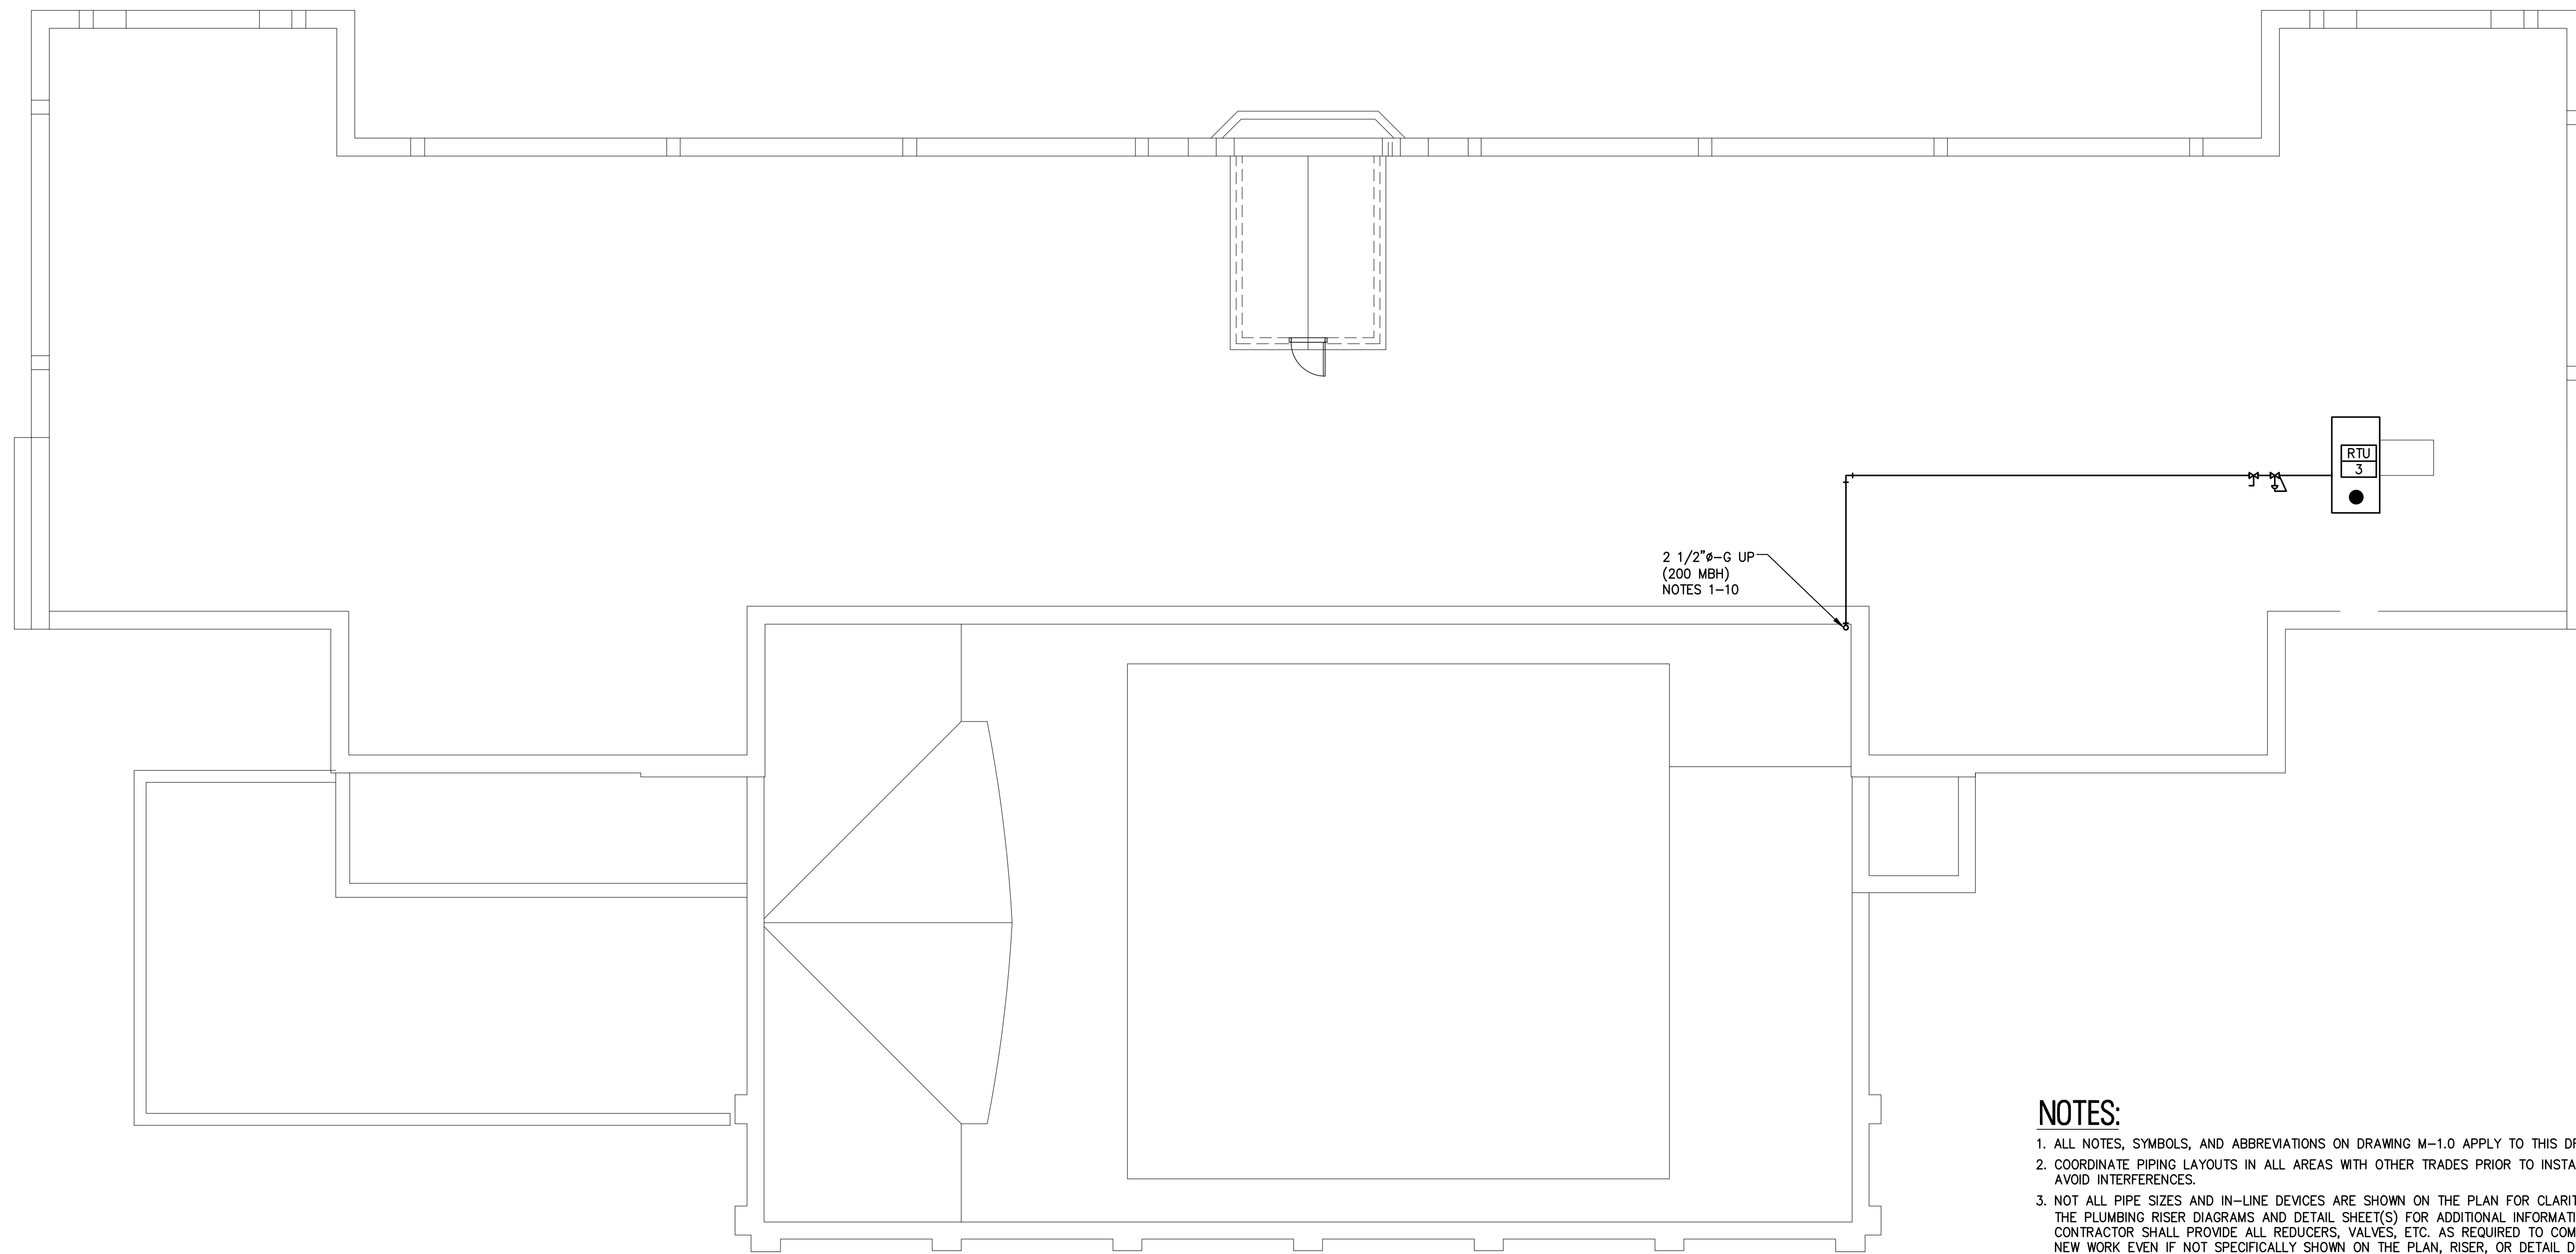 RTU
3
2 1/2"ø-G UP
(200 MBH)
NOTES 1-10
NOTES:
1. ALL NOTES, SYMBOLS, AND ABBREVIATIONS ON DRAWING M-1.0 APPLY TO THIS
2. COORDINATE PIPING LAYOUTS IN ALL AREAS WITH OTHER TRADES PRIOR TO
AVOID INTERFERENCES.
3. NOT ALL PIPE SIZES AND IN-LINE DEVICES ARE SHOWN ON THE PLAN FOR
THE PLUMBING RISER DIAGRAMS AND DETAIL SHEET(S) FOR ADDITIONAL
CONTRACTOR SHALL PROVIDE ALL REDUCERS, VALVES, ETC. AS REQUIRED TO
NEW WORK EVEN IF NOT SPECIFICALLY SHOWN ON THE PLAN, RISER, OR DETAIL